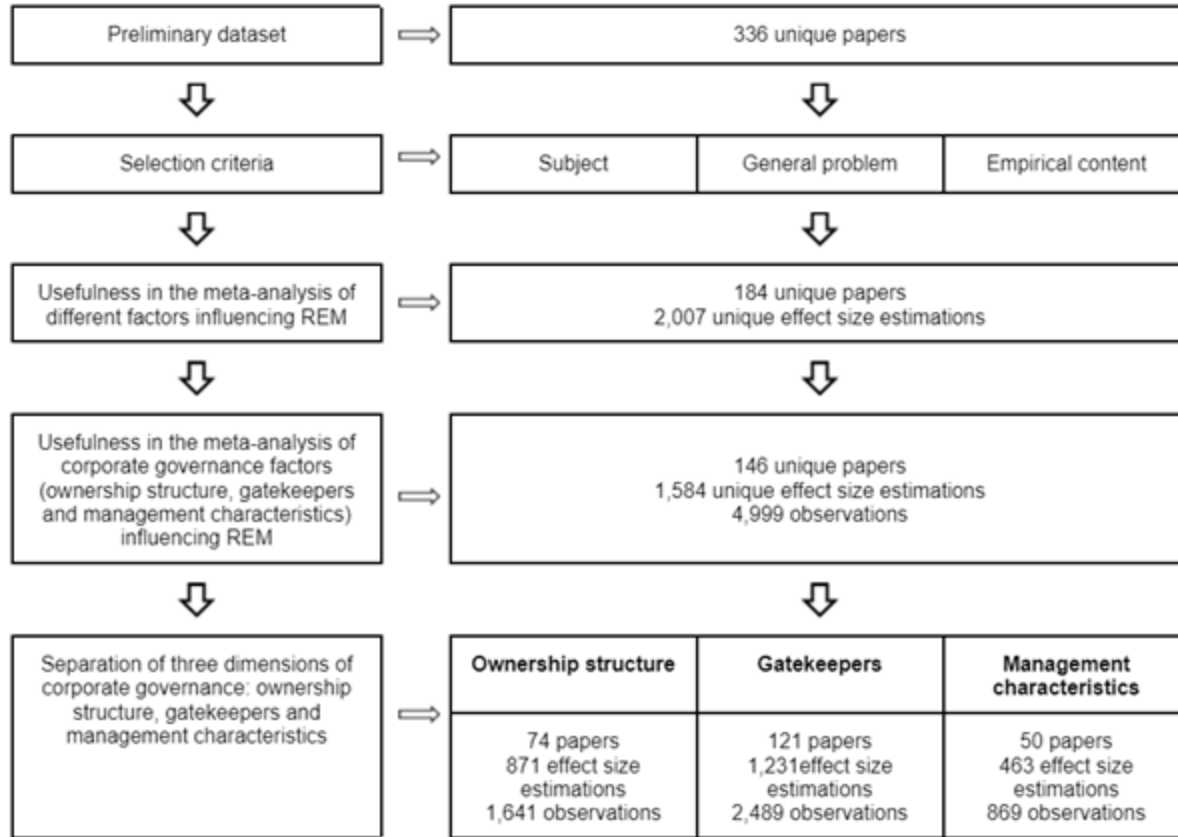 Preliminary dataset
336 unique papers
Selection criteria
Subject
General problem
Empirical content
Usefulness in the meta-analysis of
different factors influencing REM
184 unique papers
2,007 unique effect size estimations
Usefulness in the meta-analysis of
corporate governance factors
(ownership structure, gatekeepers
and management characteristics)
influencing REM
146 unique papers
1,584 unique effect size estimations
4,999 observations
Separation of three dimensions of
corporate governance: ownership
structure, gatekeepers and
management characteristics
Ownership structure
Gatekeepers
Management
characteristics
74 papers
871 effect size
estimations
1,641 observations
121 papers
1,231effect size
estimations
2,489 observations
50 papers
463 effect size
estimations
869 observations